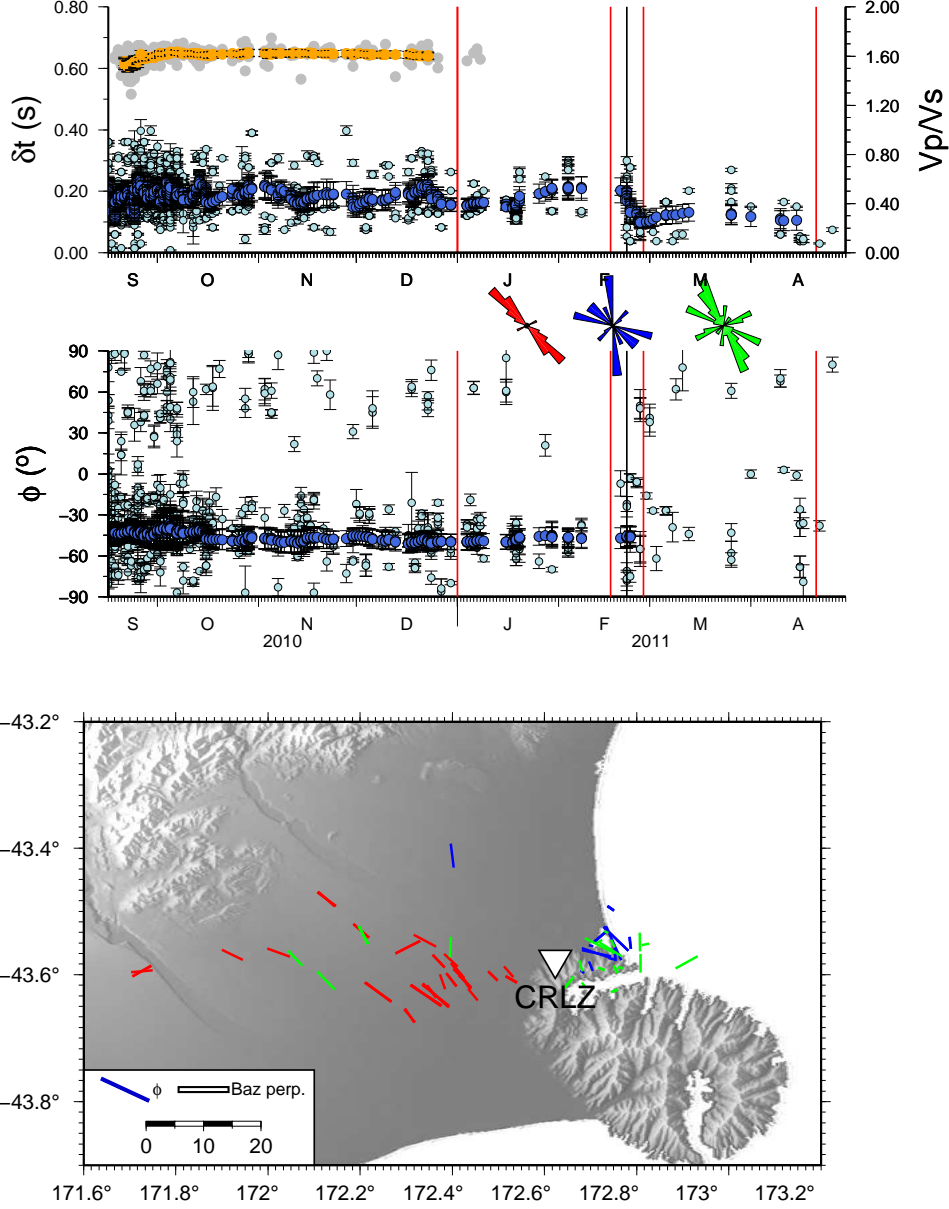 0.80
0.60
0.40
0.20
0.00
δt (s)
2.00
1.60
1.20
0.80
0.40
0.00
Vp/Vs
S O N D J F M A
90
60
30
0
−30
−60
−90
ϕ (º)
S O N D J F M A
2010 2011
−43.2°
−43.4°
−43.6°
−43.8°
CRLZ
ϕ Baz perp.
0 10 20
171.6° 171.8° 172° 172.2° 172.4° 172.6° 172.8° 173° 173.2°